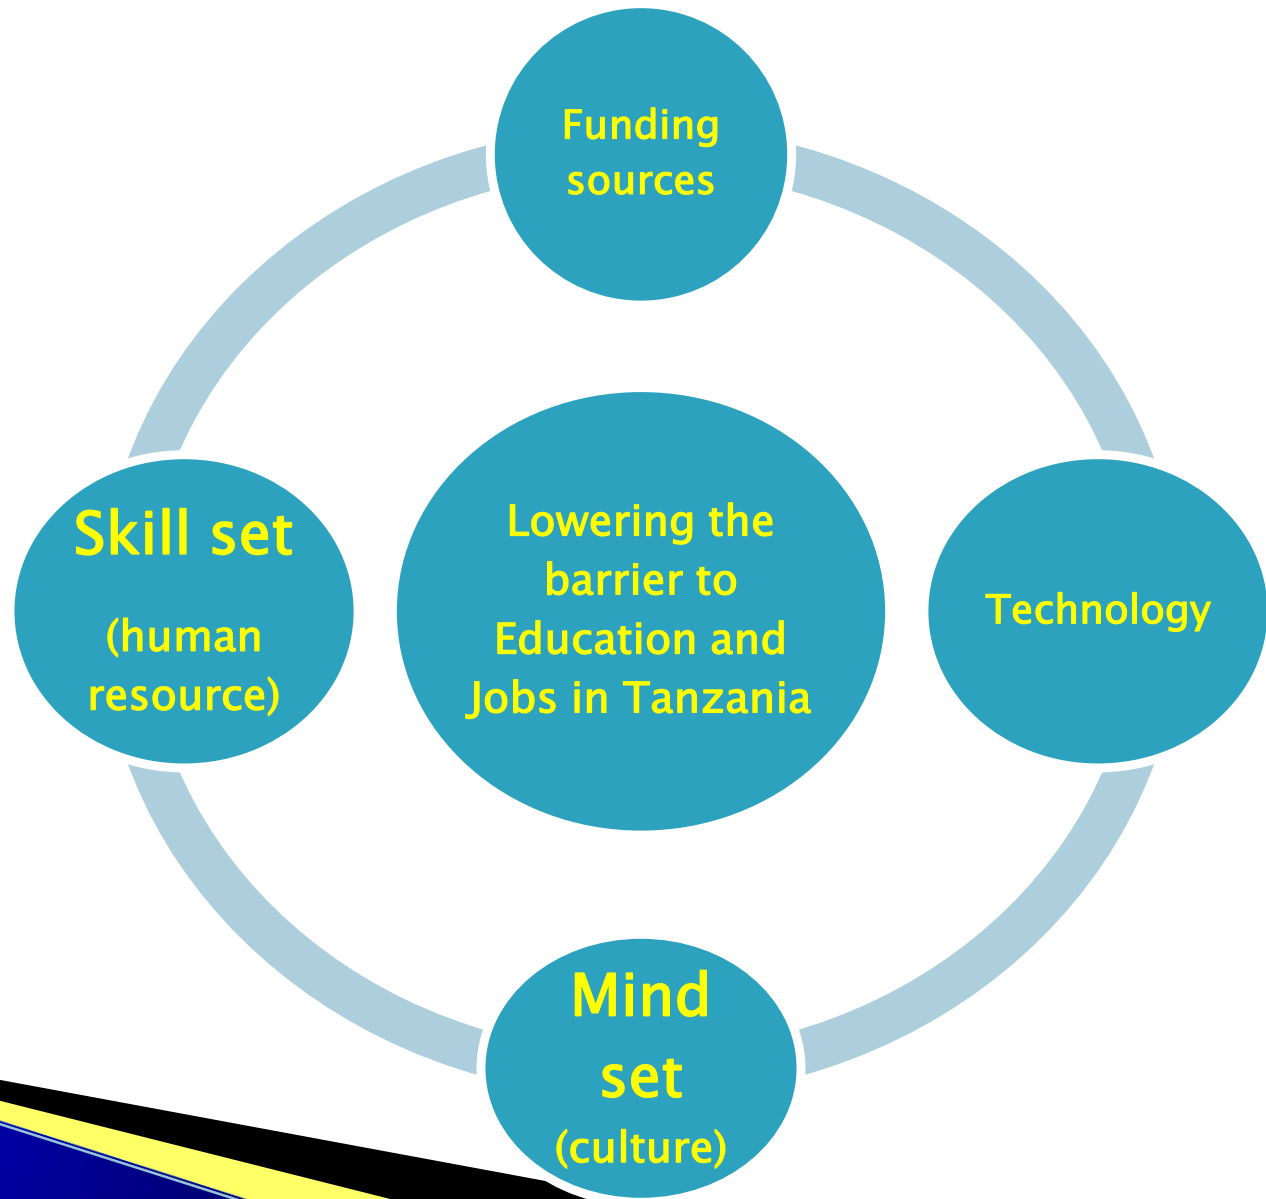 Funding
sources
Skill set
(human
resource)
Lowering the
barrier to
Education and
Jobs in Tanzania
Technology
Mind
set
(culture)